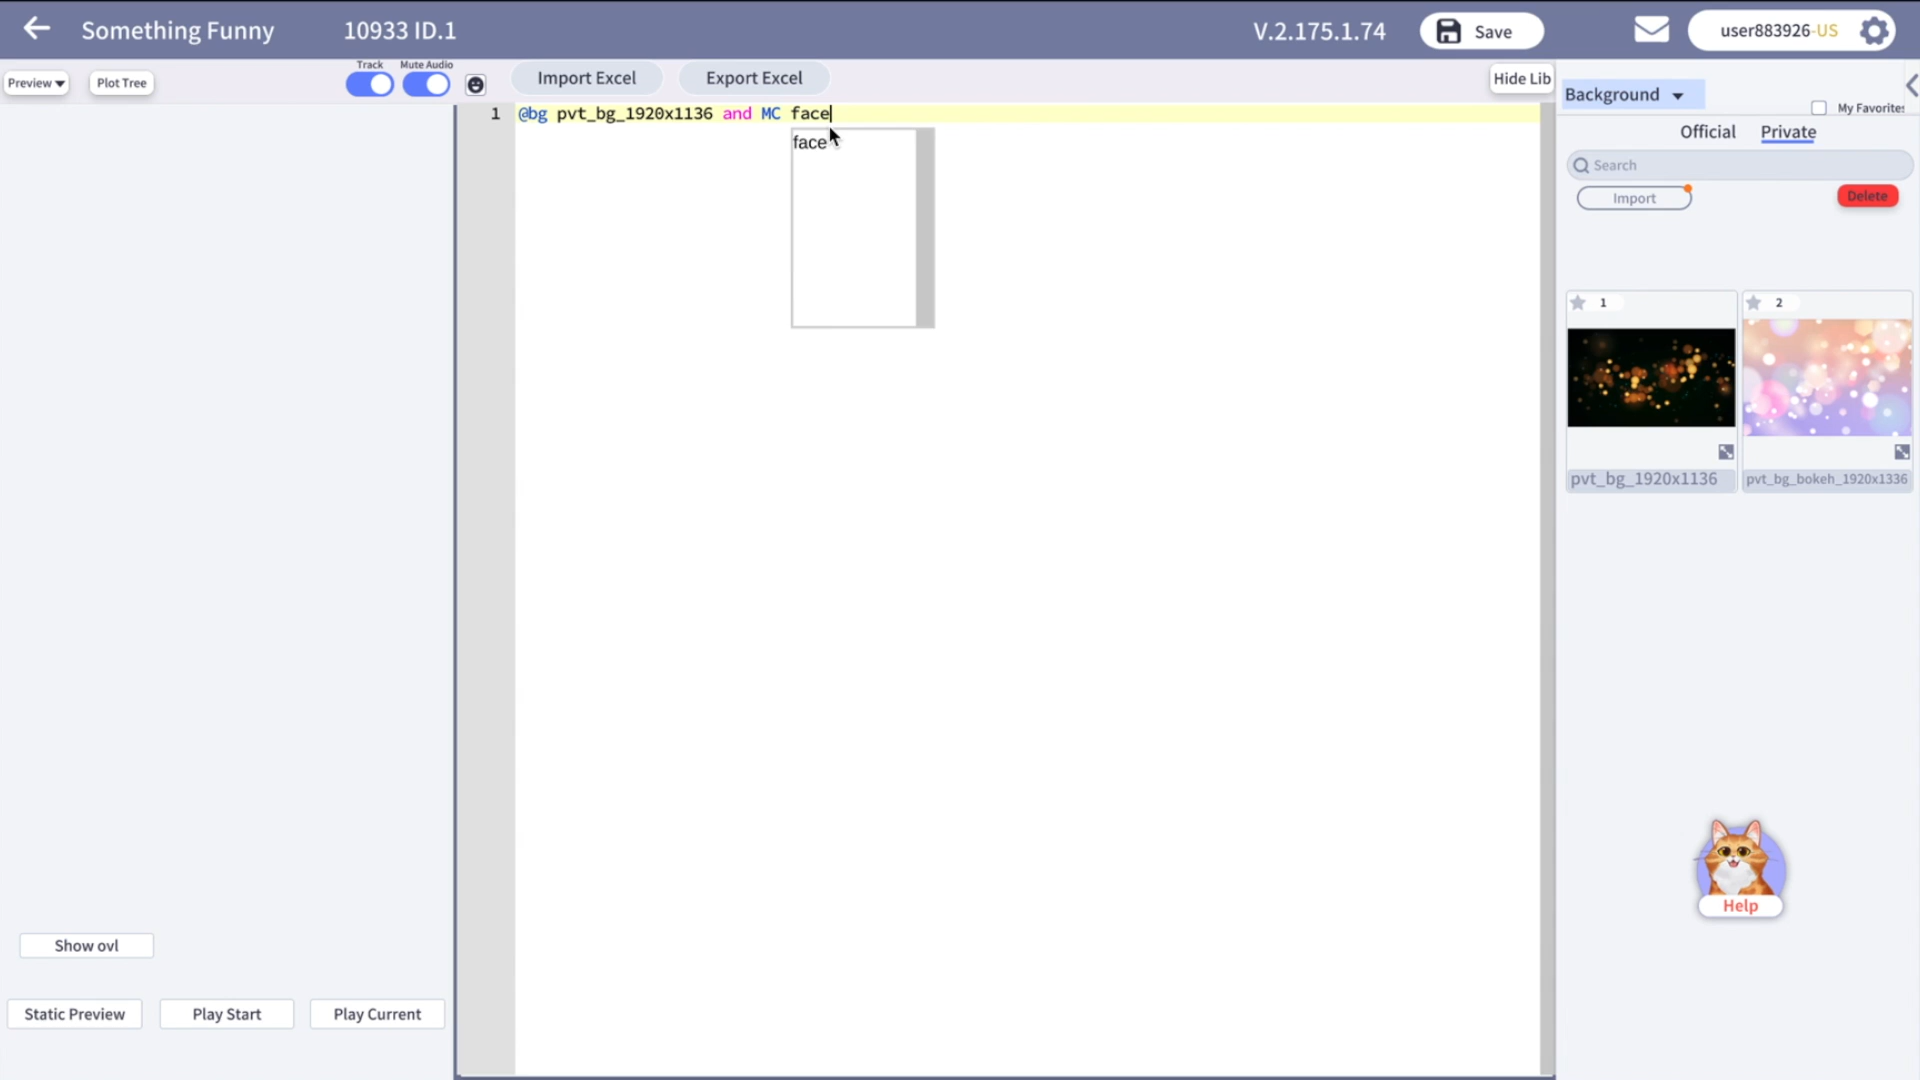 Something Funny 10933 ID.1 V.2.175.1.74 Save user883926-US
Preview Plot Tree Track Mute Audio Import Excel Export Excel Hide Lib
Background
My Favorites
Official Private
Search
Import Delete
1 @bg pvt_bg_1920x1136 and MC face
face
1 2
pvt_bg_1920x1136 pvt_bg_bokeh_1920x1336
Help
Show ovl
Static Preview Play Start Play Current